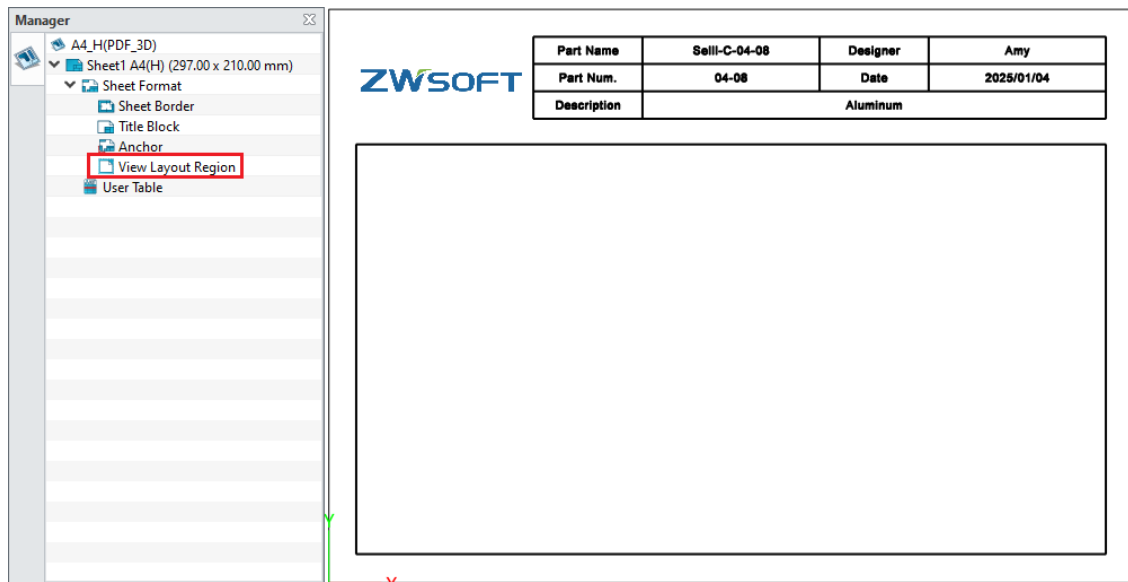 Manager
A4_H(PDF_3D)
Sheet1 A4(H) (297.00 x 210.00 mm)
Sheet Format
Sheet Border
Title Block
Anchor
View Layout Region
User Table
ZWSOFT
Part Name SeIII-C-04-08 Designer Amy
Part Num. 04-08 Date 2025/01/04
Description Aluminum
Y
X